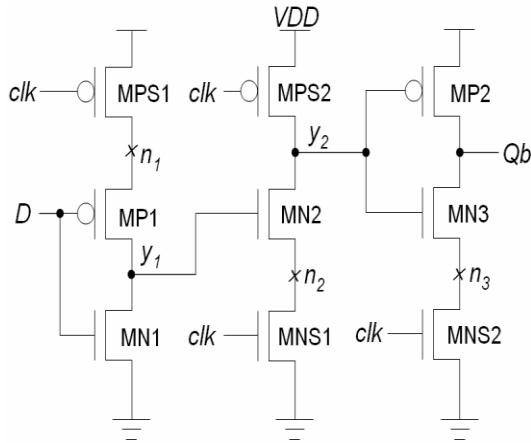 VDD
clk MPS1 clk MPS2 MP2
n1 y2 Qb
D MP1 MN2 MN3
y1 n2 n3
MN1 clk MNS1 clk MNS2